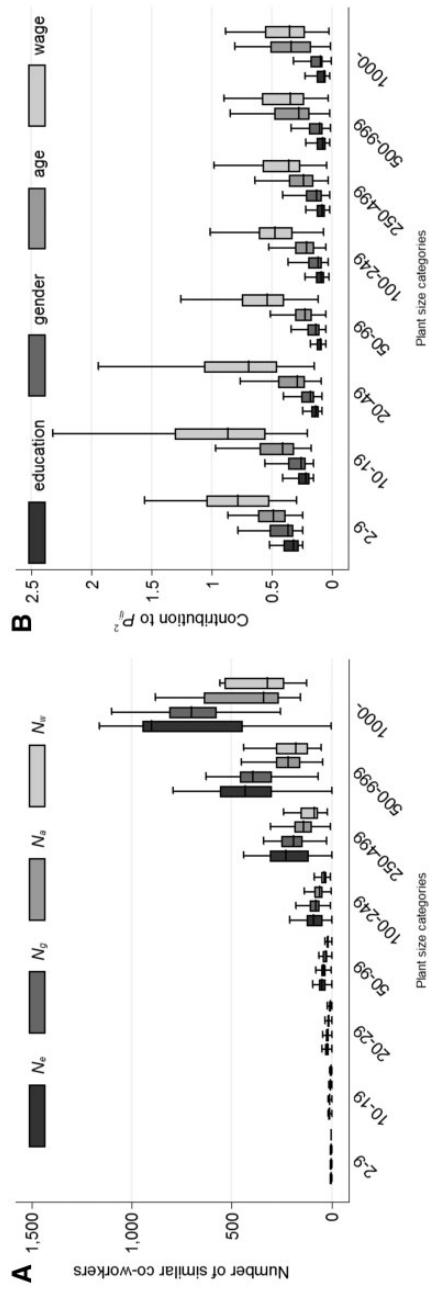 A
Nₑ N_g Nₐ N_w
Number of similar co-workers
1,500
1,000
500
0
2-9 10-19 20-29 50-99 100-249 250-499 500-999 1000-
Plant size categories
B
education gender age wage
Contribution to P_ij²
2.5
2
1.5
1
0.5
0
2-9 10-19 20-49 50-99 100-249 250-499 500-999 1000-
Plant size categories